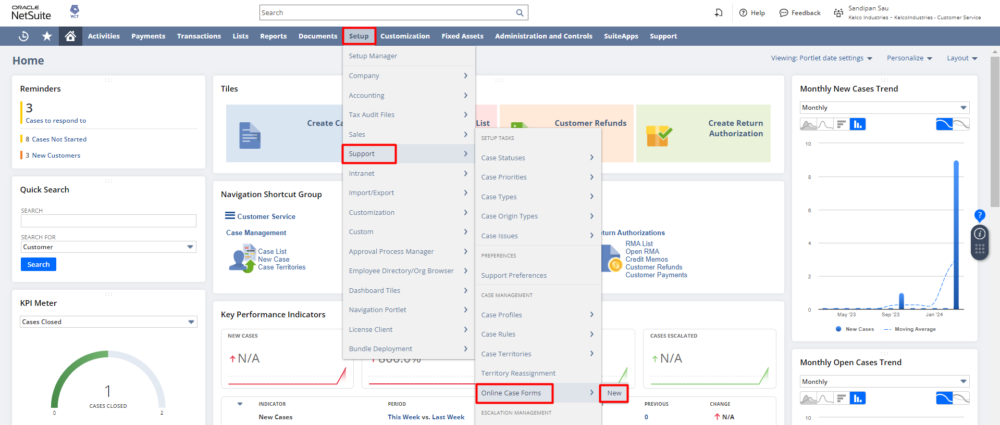 ORACLE
NetSuite
WCT
Search
Help
Feedback
Sandipan Sau
Kelco Industries - KelcoIndustries - Customer Service
Activities Payments Transactions Lists Reports Documents Setup Customization Fixed Assets Administration and Controls SuiteApps Support
Home
Viewing: Portlet date settings
Personalize
Layout
Reminders
3
Cases to respond to
8 Cases Not Started
3 New Customers
Quick Search
SEARCH
SEARCH FOR
Customer
Search
KPI Meter
Cases Closed
1
CASES CLOSED
0
2
Tiles
Create Ca
List
Customer Refunds
Create Return
Authorization
Navigation Shortcut Group
Customer Service
Case Management
Case List
New Case
Case Territories
turn Authorizations
RMA List
Open RMA
Credit Memos
Customer Refunds
Customer Payments
Key Performance Indicators
NEW CASES
N/A
800.0%
CASES ESCALATED
N/A
INDICATOR PERIOD PREVIOUS CHANGE
New Cases This Week vs. Last Week 0 N/A
Setup Manager
Company
Accounting
Tax Audit Files
Sales
Support
Intranet
Import/Export
Customization
Custom
Approval Process Manager
Employee Directory/Org Browser
Dashboard Tiles
Navigation Portlet
License Client
Bundle Deployment
SETUP TASKS
Case Statuses
Case Priorities
Case Types
Case Origin Types
Case Issues
PREFERENCES
Support Preferences
CASE MANAGEMENT
Case Profiles
Case Rules
Case Territories
Territory Reassignment
Online Case Forms
ESCALATION MANAGEMENT
New
Monthly New Cases Trend
Monthly
10
8
6
4
2
0
May '23 Sep '23 Jan '24
New Cases Moving Average
?
i
Monthly Open Cases Trend
Monthly
10